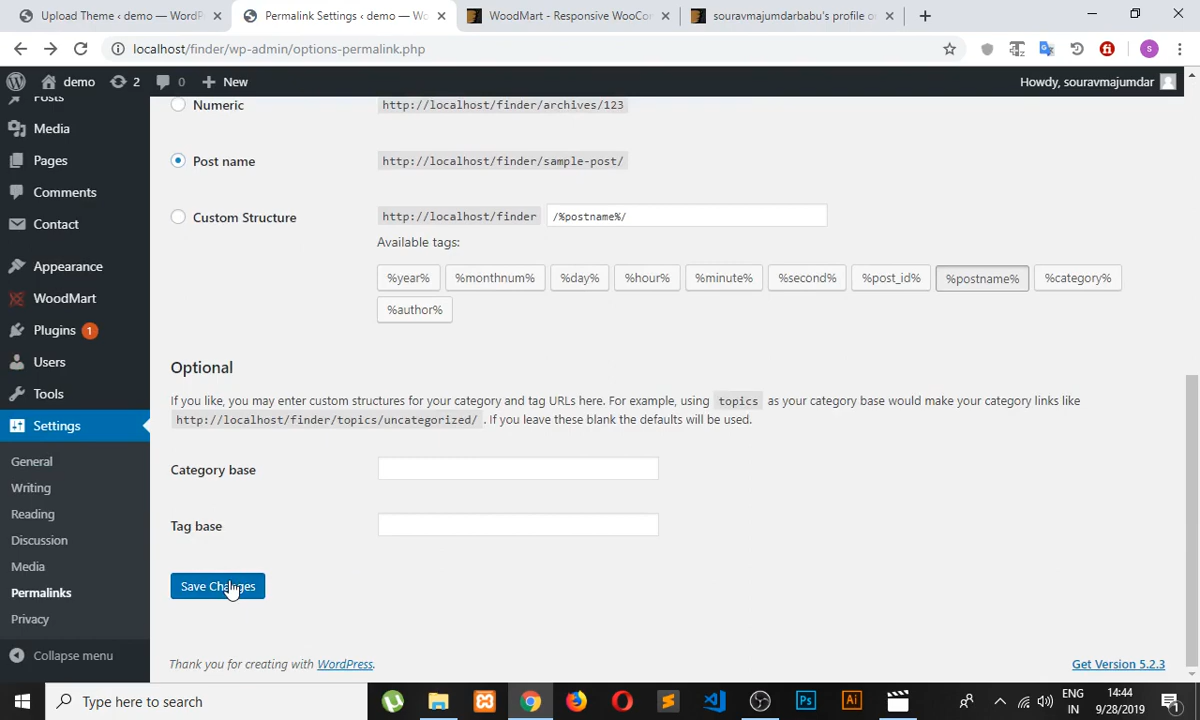 Upload Theme ‹ demo — WordP
Permalink Settings ‹ demo — Wor
WoodMart - Responsive WooCo
souravmajumdarbabu's profile o
localhost/finder/wp-admin/options-permalink.php
S
demo
2
0
New
Howdy, souravmajumdar
Posts
Media
Pages
Comments
Contact
Appearance
WoodMart
Plugins 1
Users
Tools
Settings
General
Writing
Reading
Discussion
Media
Permalinks
Privacy
Collapse menu
Numeric
http://localhost/finder/archives/123
Post name
http://localhost/finder/sample-post/
Custom Structure
http://localhost/finder
/%postname%/
Available tags:
%year% %monthnum% %day% %hour% %minute% %second% %post_id% %postname% %category%
%author%
Optional
If you like, you may enter custom structures for your category and tag URLs here. For example, using topics as your category base would make your category links like
http://localhost/finder/topics/uncategorized/ . If you leave these blank the defaults will be used.
Category base
Tag base
Save Changes
Thank you for creating with WordPress.
Get Version 5.2.3
Type here to search
Ps
Ai
ENG
IN
14:44
9/28/2019
1